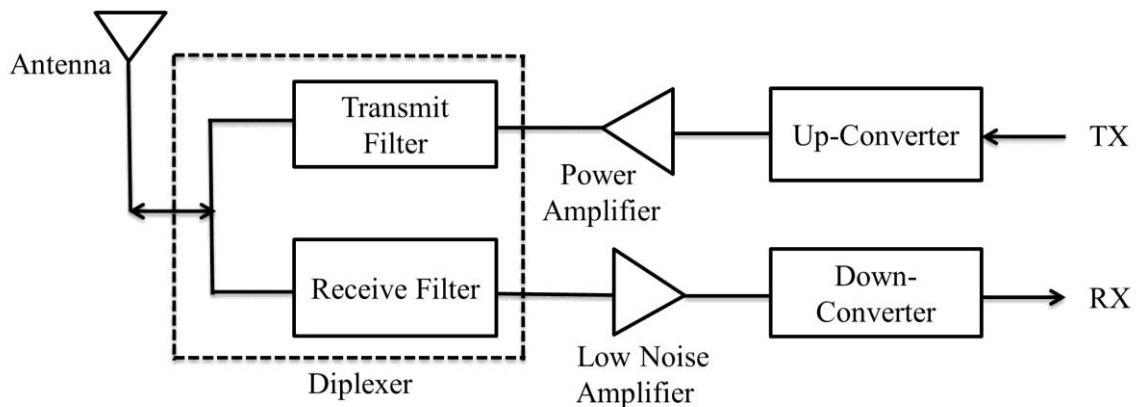 Antenna
Transmit
Filter
Up-Converter
TX
Power
Amplifier
Receive Filter
Down-
Converter
RX
Low Noise
Amplifier
Diplexer